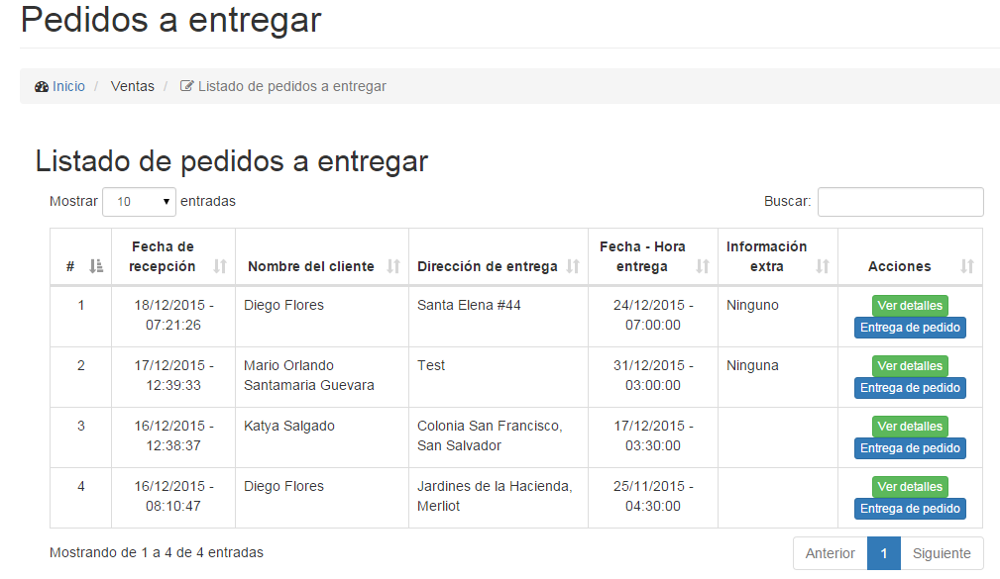 Pedidos a entregar
Inicio / Ventas / Listado de pedidos a entregar
Listado de pedidos a entregar
Mostrar 10 entradas
Buscar:
# Fecha de recepción Nombre del cliente Dirección de entrega Fecha - Hora entrega Información extra Acciones
1 18/12/2015 - 07:21:26 Diego Flores Santa Elena #44 24/12/2015 - 07:00:00 Ninguno Ver detalles Entrega de pedido
2 17/12/2015 - 12:39:33 Mario Orlando Santamaria Guevara Test 31/12/2015 - 03:00:00 Ninguna Ver detalles Entrega de pedido
3 16/12/2015 - 12:38:37 Katya Salgado Colonia San Francisco, San Salvador 17/12/2015 - 03:30:00 Ver detalles Entrega de pedido
4 16/12/2015 - 08:10:47 Diego Flores Jardines de la Hacienda, Merliot 25/11/2015 - 04:30:00 Ver detalles Entrega de pedido
Mostrando de 1 a 4 de 4 entradas
Anterior 1 Siguiente